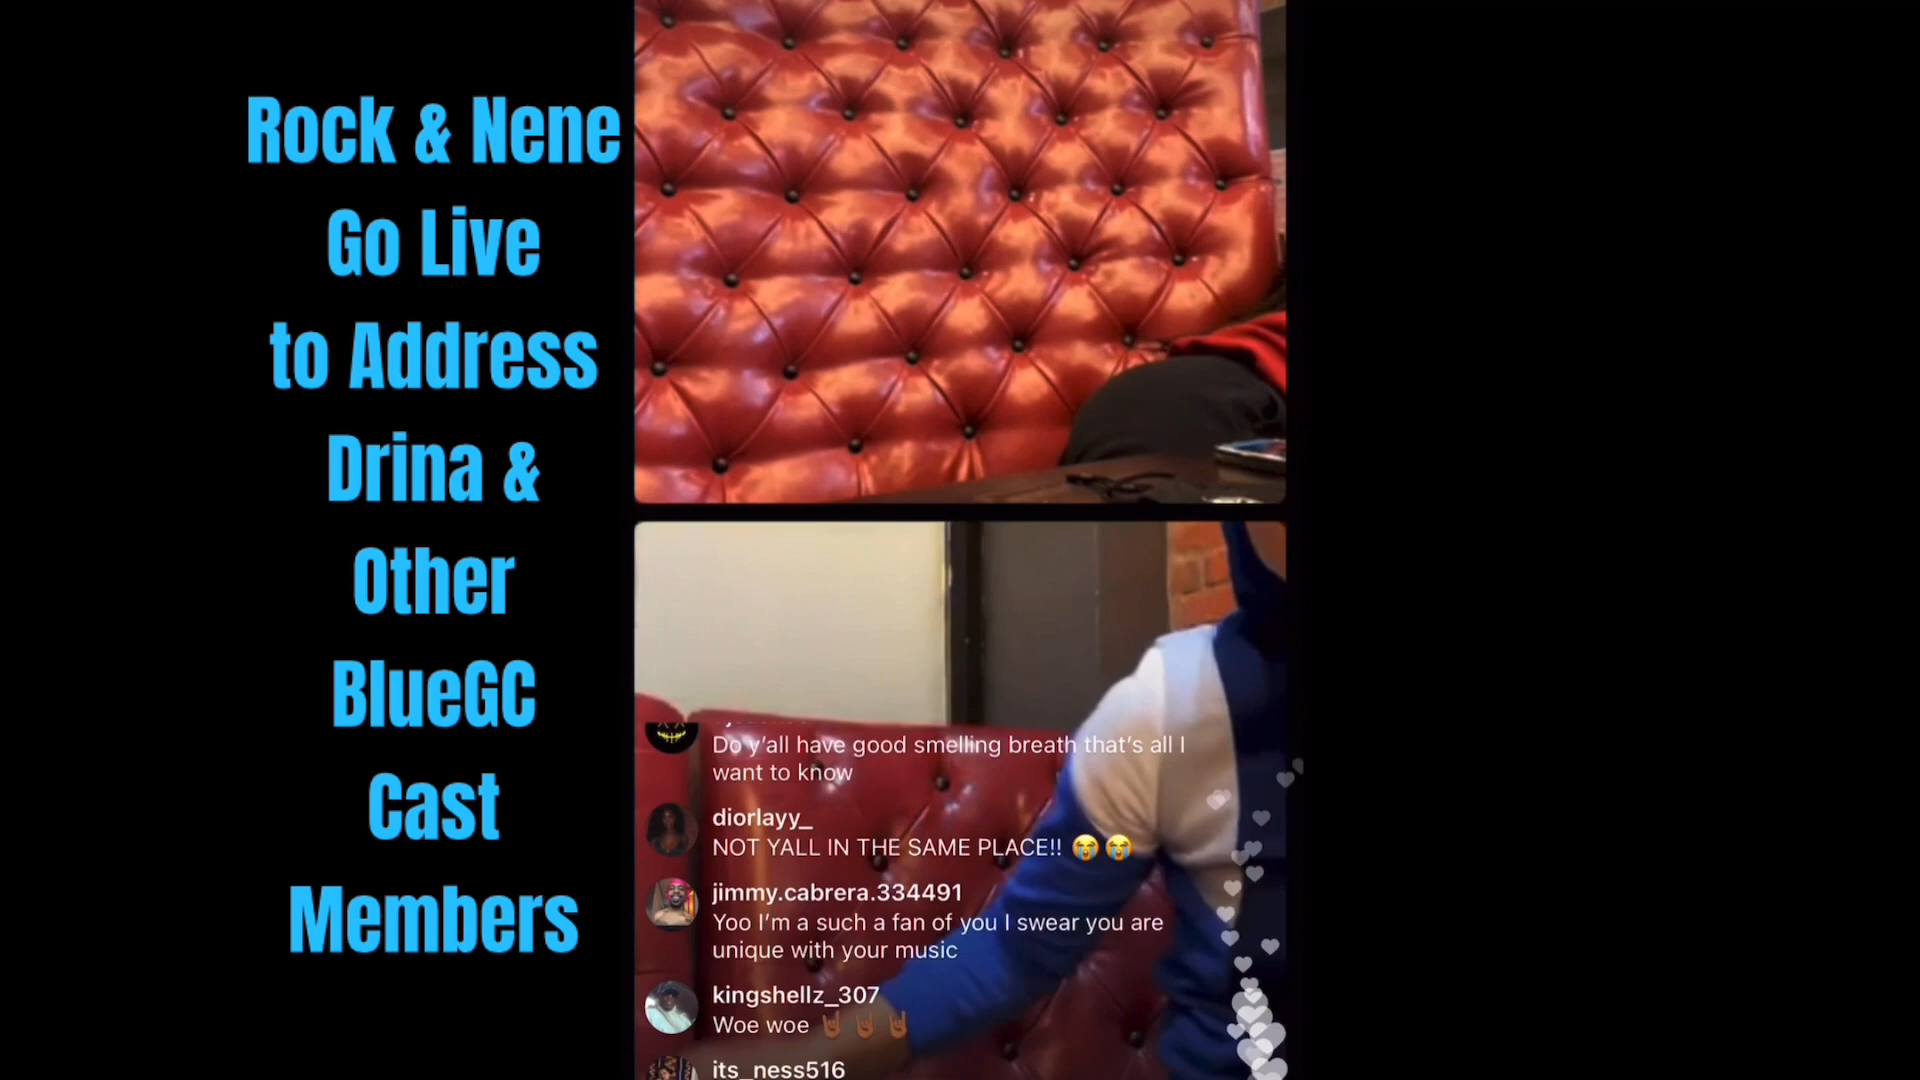 Rock & Nene
Go Live
to Address
Drina &
Other
BlueGC
Cast
Members
Do y’all have good smelling breath that’s all I
want to know
diorlayy_
NOT YALL IN THE SAME PLACE!! 😭😭
jimmy.cabrera.334491
Yoo I’m a such a fan of you I swear you are
unique with your music
kingshellz_307
Woe woe 🤘🏾🤘🏾🤘🏾
its_ness516